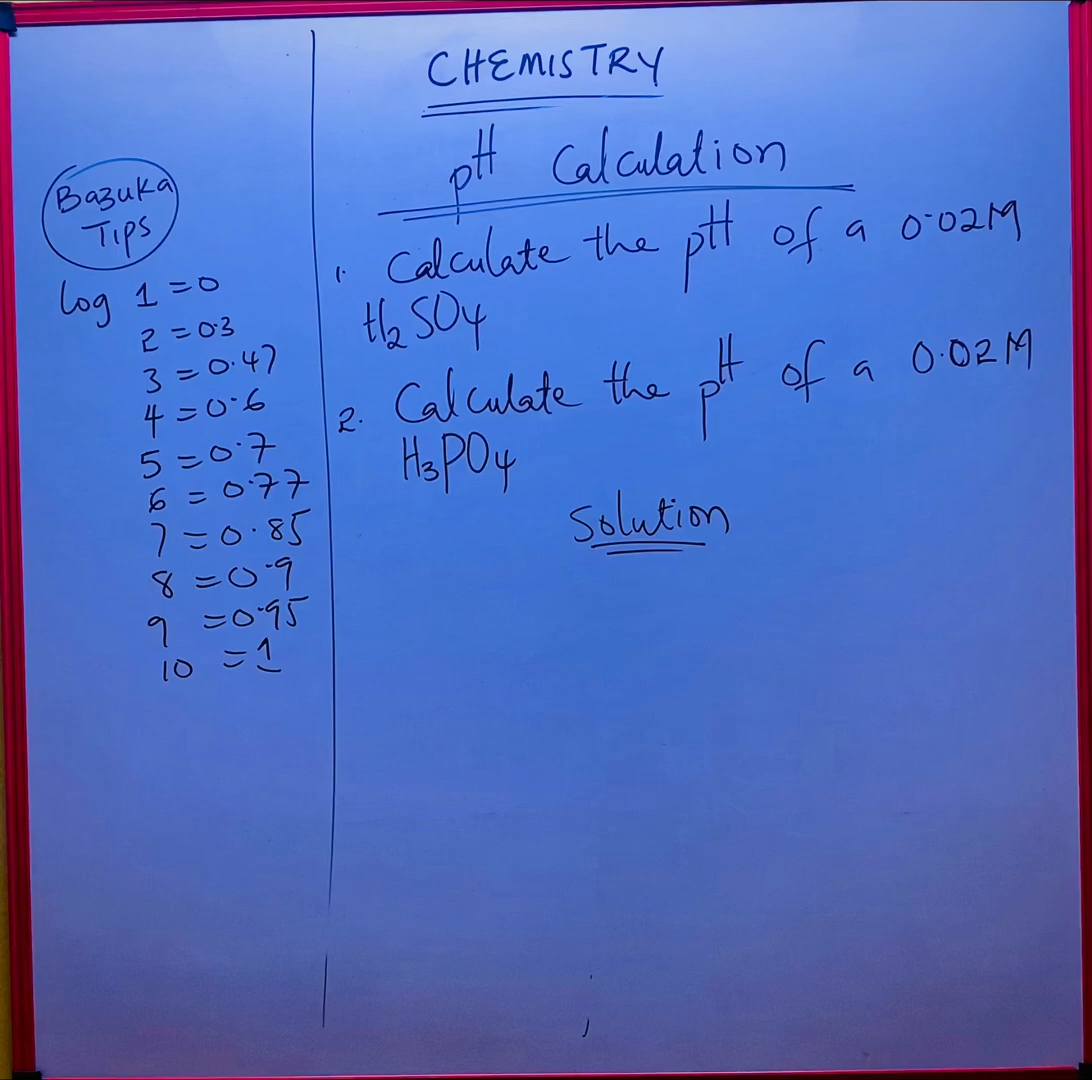 CHEMISTRY
pH Calculation
Bazuka
Tips
log 1 = 0
2 = 0.3
3 = 0.47
4 = 0.6
5 = 0.7
6 = 0.77
7 = 0.85
8 = 0.9
9 = 0.95
10 = 1
1. Calculate the pH of a 0.02M
H₂SO₄
2. Calculate the pH of a 0.02M
H₃PO₄
Solution